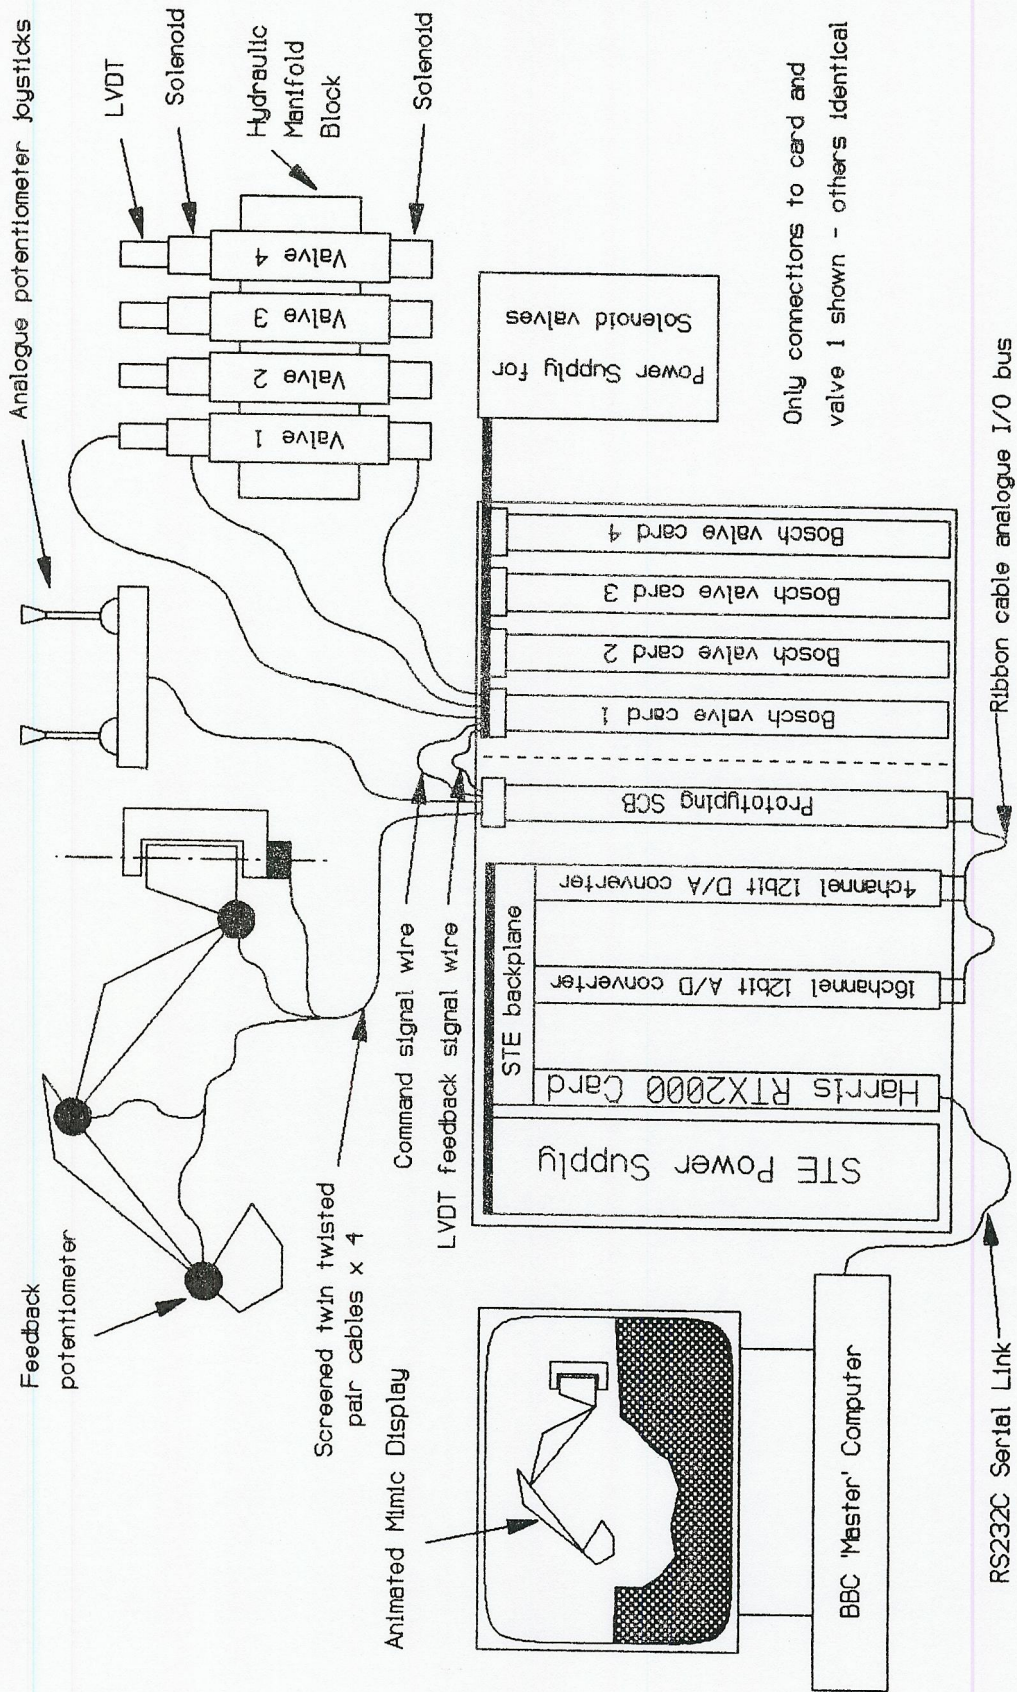 Analogue potentiometer joysticks
LVDT
Solenoid
Hydraulic
Manifold
Block
Solenoid
Valve 1
Valve 2
Valve 3
Valve 4
Feedback
potentiometer
Screened twin twisted
pair cables x 4
Command signal wire
LVDT feedback signal wire
Animated Mimic Display
Power Supply for
Solenoid valves
Only connections to card and
valve 1 shown - others identical
STE Power Supply
STE backplane
Harris RTX2000 Card
16channel 12bit A/D converter
4channel 12bit D/A converter
Prototyping SCB
Bosch valve card 1
Bosch valve card 2
Bosch valve card 3
Bosch valve card 4
BBC 'Master' Computer
RS232C Serial Link
Ribbon cable analogue I/O bus